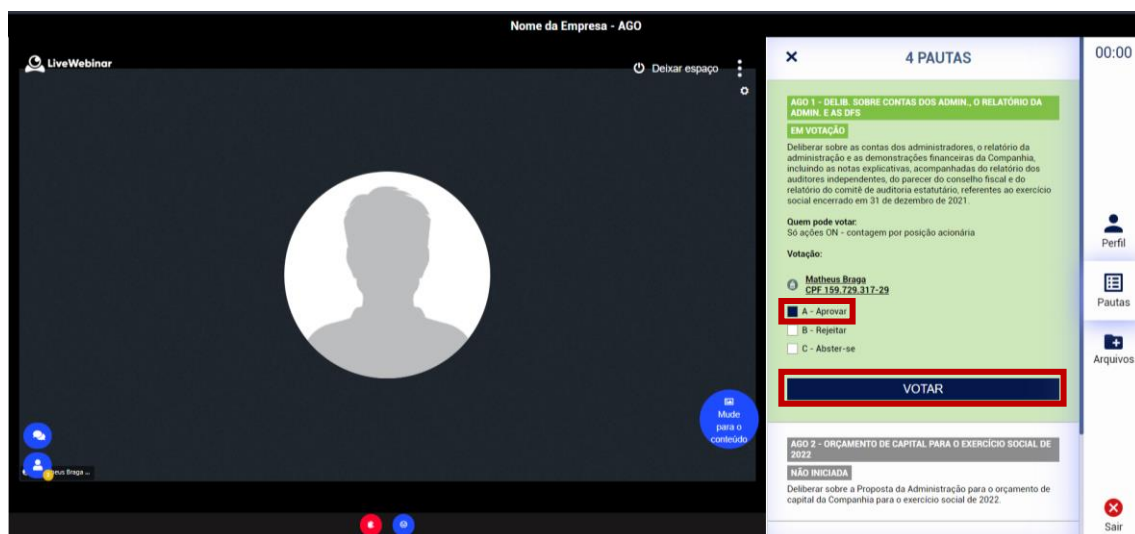 Nome da Empresa - AGO
LiveWebinar
Deixar espaço
Mude
para o
conteúdo
4 PAUTAS
AGO 1 - DELIB. SOBRE CONTAS DOS ADMIN., O RELATÓRIO DA
ADMIN. E AS DFS
EM VOTAÇÃO
Deliberar sobre as contas dos administradores, o relatório da
administração e as demonstrações financeiras da Companhia,
incluindo as notas explicativas, acompanhadas do relatório dos
auditores independentes, do parecer do conselho fiscal e do
relatório do comitê de auditoria estatutário, referentes ao exercício
social encerrado em 31 de dezembro de 2021.
Quem pode votar:
Só ações ON - contagem por posição acionária
Votação:
Matheus Braga
CPF 159.729.317-29
A - Aprovar
B - Rejeitar
C - Abster-se
VOTAR
AGO 2 - ORÇAMENTO DE CAPITAL PARA O EXERCÍCIO SOCIAL DE
2022
NÃO INICIADA
Deliberar sobre a Proposta da Administração para o orçamento de
capital da Companhia para o exercício social de 2022.
00:00
Perfil
Pautas
Arquivos
Sair